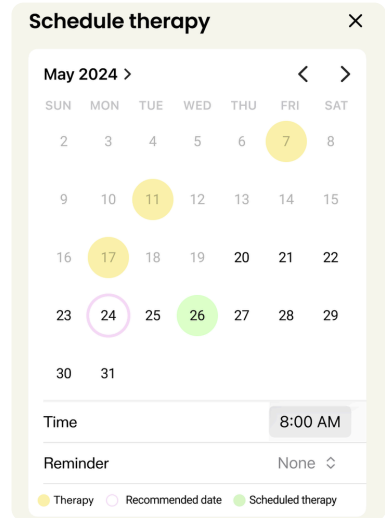 Schedule therapy
May 2024
SUN MON TUE WED THU FRI SAT
2 3 4 5 6 7 8
9 10 11 12 13 14 15
16 17 18 19 20 21 22
23 24 25 26 27 28 29
30 31
Time 8:00 AM
Reminder None
Therapy Recommended date Scheduled therapy